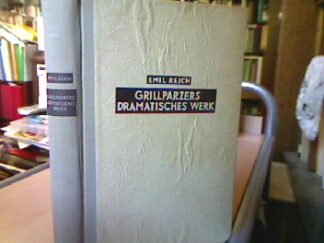 EMIL REICH
GRILLPARZERS
DRAMATISCHES
WERK
EMIL REICH
GRILLPARZERS
DRAMATISCHES WERK